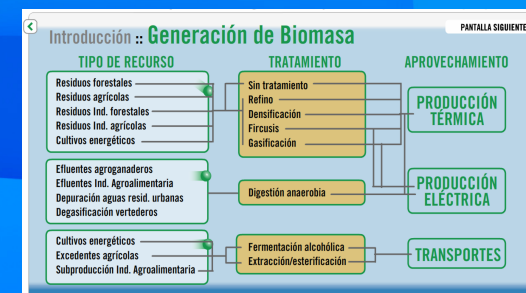 Introducción :: Generación de Biomasa
PANTALLA SIGUIENTE
TIPO DE RECURSO
TRATAMIENTO
APROVECHAMIENTO
Residuos forestales
Residuos agrícolas
Residuos Ind. forestales
Residuos Ind. agrícolas
Cultivos energéticos
Sin tratamiento
Refino
Densificación
Fircusis
Gasificación
PRODUCCIÓN
TÉRMICA
Efluentes agroganaderos
Efluentes Ind. Agroalimentaria
Depuración aguas resid. urbanas
Degasificación vertederos
Digestión anaerobia
PRODUCCIÓN
ELÉCTRICA
Cultivos energéticos
Excedentes agrícolas
Subproducción Ind. Agroalimentaria
Fermentación alcohólica
Extracción/esterificación
TRANSPORTES